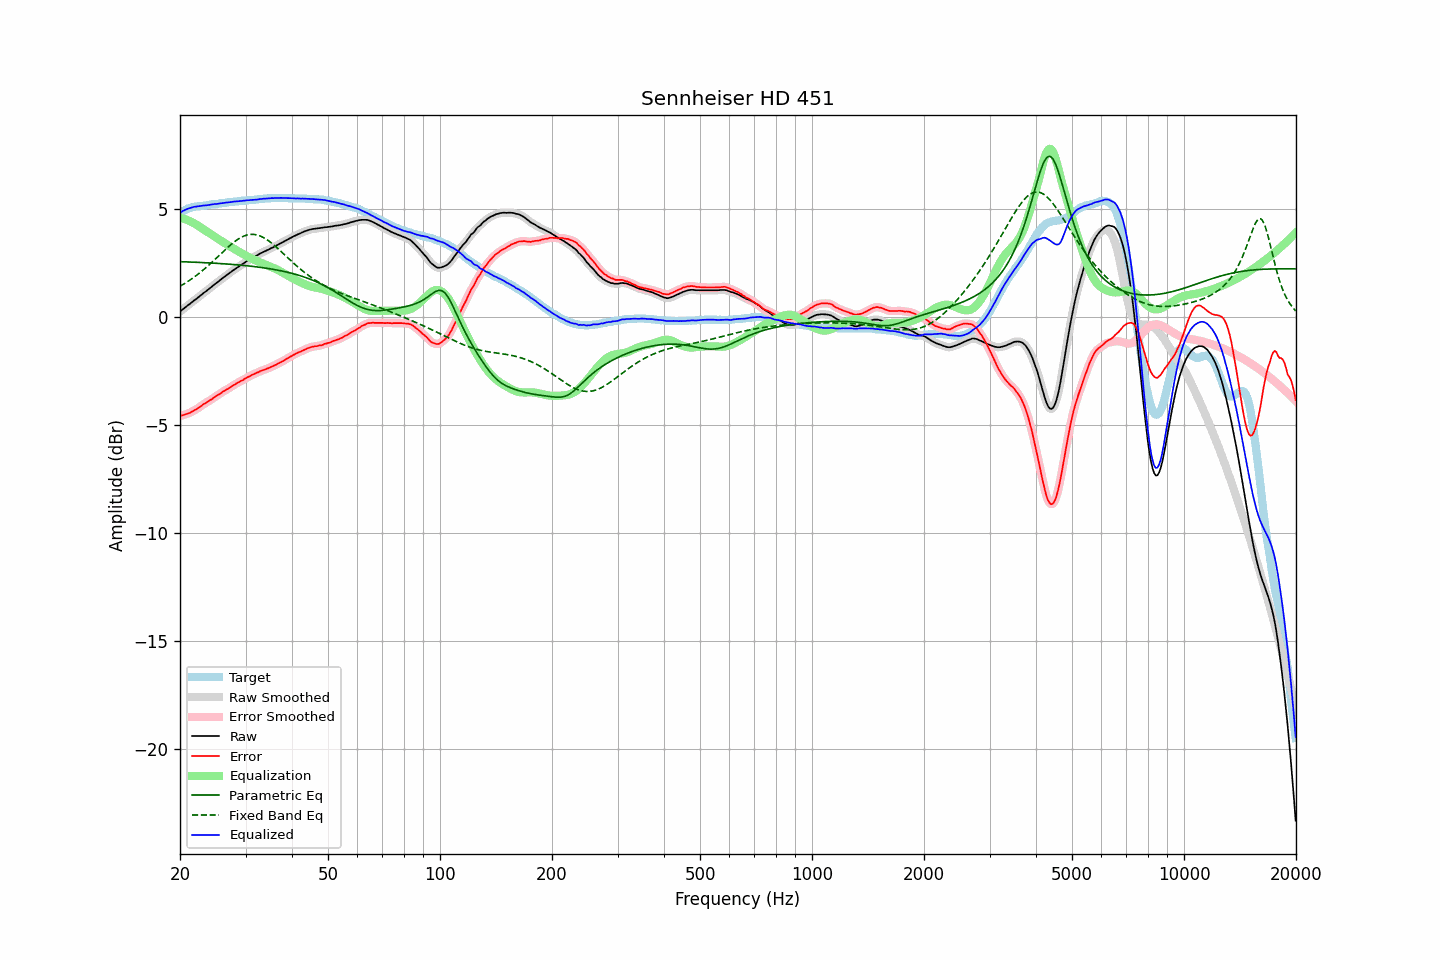 Sennheiser HD 451
Amplitude (dBr)
5
0
−5
−10
−15
−20
Target
Raw Smoothed
Error Smoothed
Raw
Error
Equalization
Parametric Eq
Fixed Band Eq
Equalized
20 50 100 200 500 1000 2000 5000 10000 20000
Frequency (Hz)